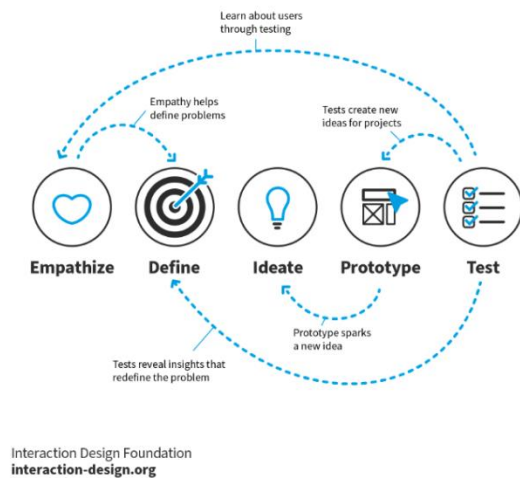 Learn about users
through testing
Empathy helps
define problems
Tests create new
ideas for projects
Empathize
Define
Ideate
Prototype
Test
Prototype sparks
a new idea
Tests reveal insights that
redefine the problem
Interaction Design Foundation
interaction-design.org